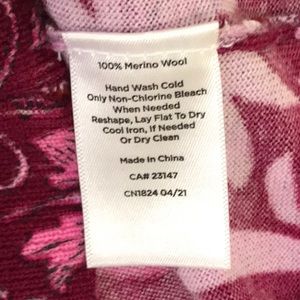 100% Merino Wool
Hand Wash Cold
Only Non-Chlorine Bleach
When Needed
Reshape, Lay Flat To Dry
Cool Iron, If Needed
Or Dry Clean
Made in China
CA# 23147
CN1824 04/21